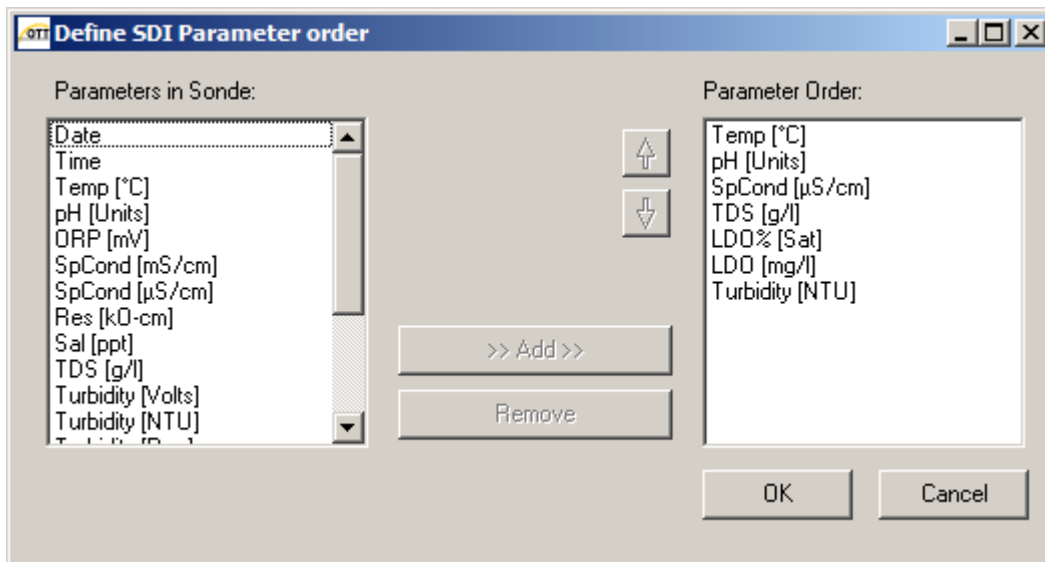 OTT Define SDI Parameter order
Parameters in Sonde:
Date
Time
Temp [°C]
pH [Units]
ORP [mV]
SpCond [mS/cm]
SpCond [µS/cm]
Res [kO-cm]
Sal [ppt]
TDS [g/l]
Turbidity [Volts]
Turbidity [NTU]
>> Add >>
Remove
Parameter Order:
Temp [°C]
pH [Units]
SpCond [µS/cm]
TDS [g/l]
LDO% [Sat]
LDO [mg/l]
Turbidity [NTU]
OK
Cancel